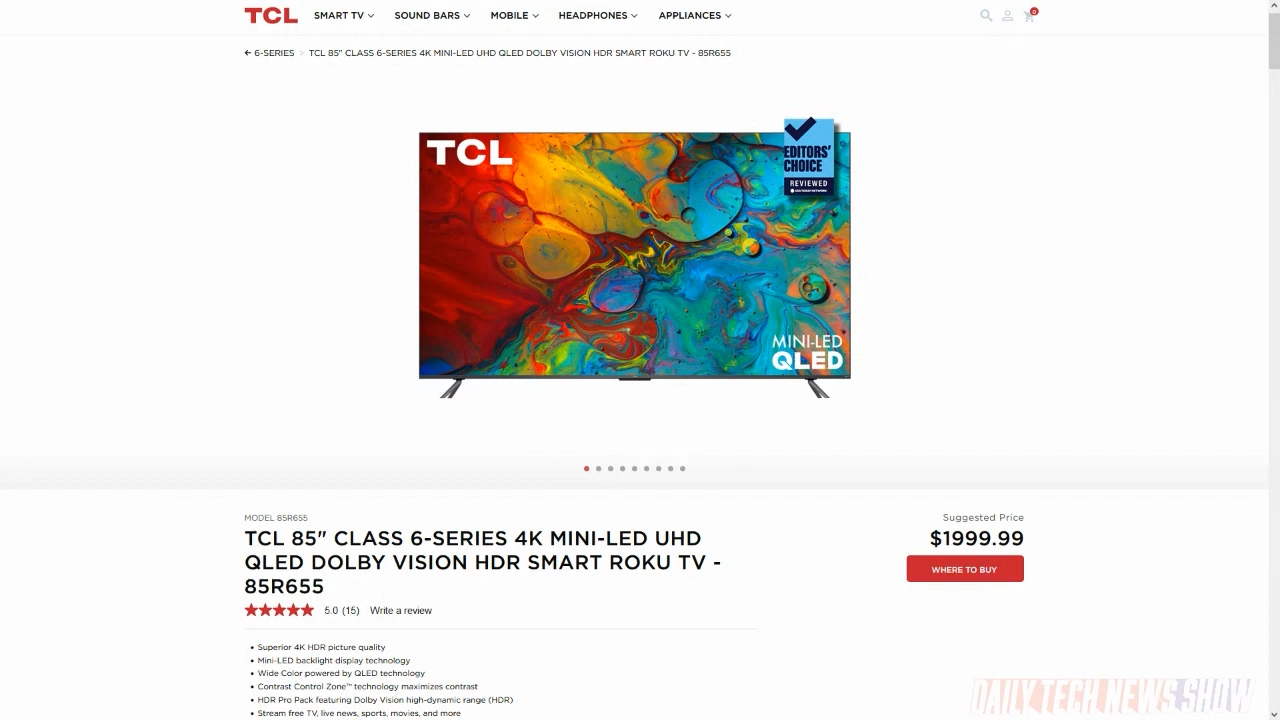 TCL SMART TV SOUND BARS MOBILE HEADPHONES APPLIANCES 0
6-SERIES > TCL 85" CLASS 6-SERIES 4K MINI-LED UHD QLED DOLBY VISION HDR SMART ROKU TV - 85R655
TCL
EDITORS'
CHOICE
REVIEWED
USA TODAY NETWORK
MINI-LED
QLED
MODEL 85R655
TCL 85" CLASS 6-SERIES 4K MINI-LED UHD
QLED DOLBY VISION HDR SMART ROKU TV -
85R655
5.0 (15) Write a review
Suggested Price
$1999.99
WHERE TO BUY
• Superior 4K HDR picture quality
• Mini-LED backlight display technology
• Wide Color powered by QLED technology
• Contrast Control Zone™ technology maximizes contrast
• HDR Pro Pack featuring Dolby Vision high-dynamic range (HDR)
• Stream free TV, live news, sports, movies, and more
DAILY TECH NEWS SHOW